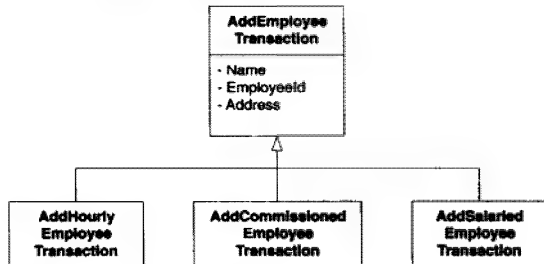 AddEmployee
Transaction
- Name
- EmployeeId
- Address
AddHourly
Employee
Transaction
AddCommissioned
Employee
Transaction
AddSalaried
Employee
Transaction